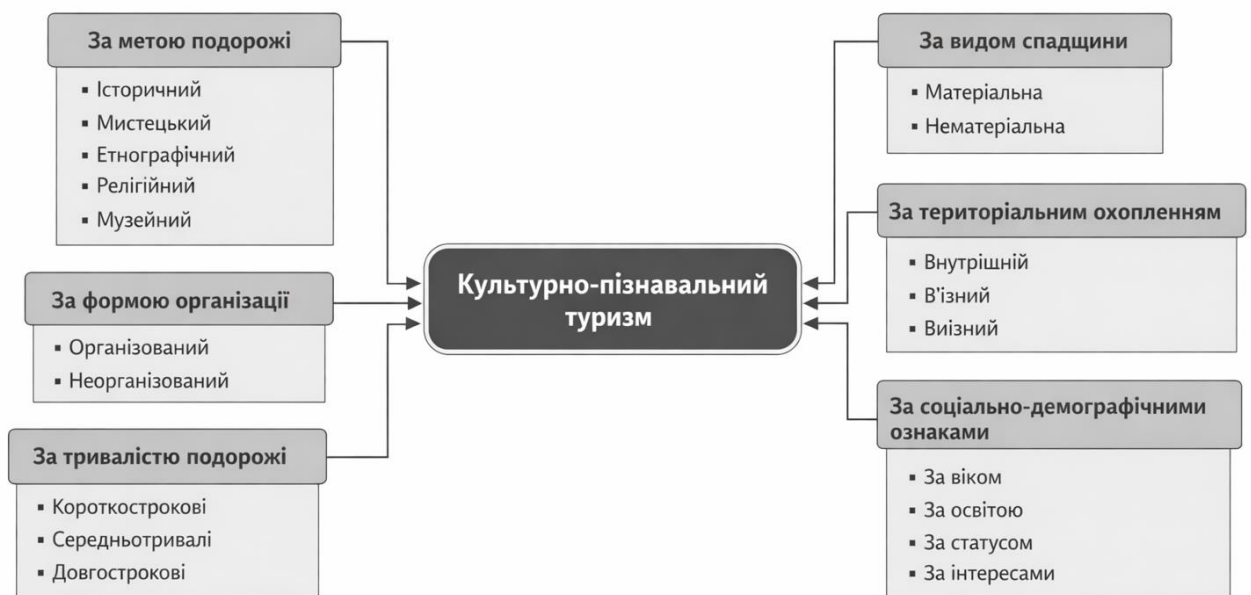 За метою подорожі
▪ Історичний
▪ Мистецький
▪ Етнографічний
▪ Релігійний
▪ Музейний
За формою організації
▪ Організований
▪ Неорганізований
За тривалістю подорожі
▪ Короткострокові
▪ Середньотривалі
▪ Довгострокові
Культурно-пізнавальний
туризм
За видом спадщини
▪ Матеріальна
▪ Нематеріальна
За територіальним охопленням
▪ Внутрішній
▪ В'ізний
▪ Виізний
За соціально-демографічними
ознаками
▪ За віком
▪ За освітою
▪ За статусом
▪ За інтересами